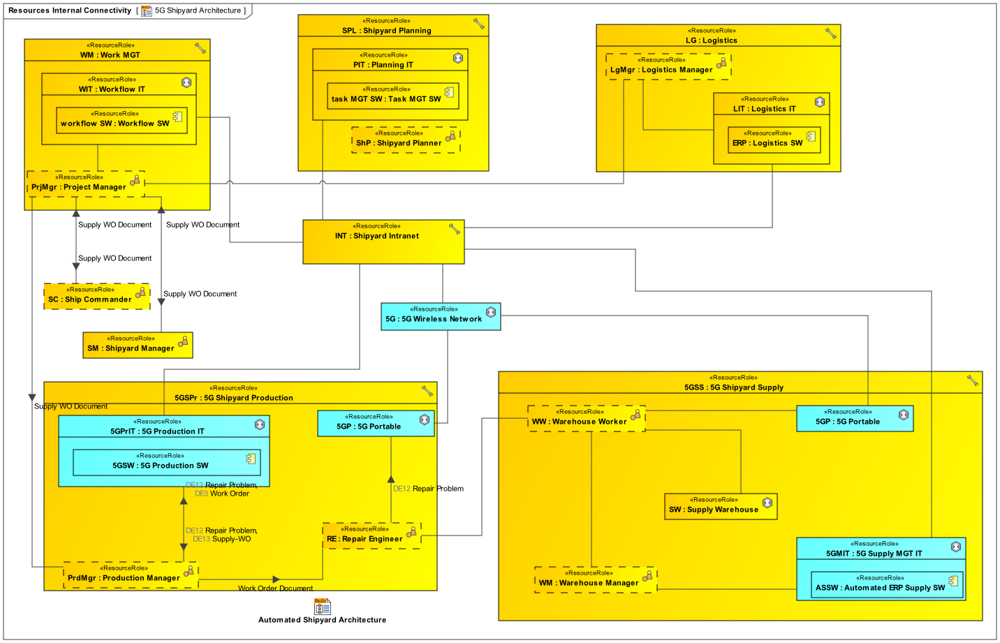 Resources Internal Connectivity [ Rs-Cn 5G Shipyard Architecture ]
«ResourceRole»
WM : Work MGT
«ResourceRole»
WIT : Workflow IT
«ResourceRole»
workflow SW : Workflow SW
«ResourceRole»
PrjMgr : Project Manager
«ResourceRole»
SPL : Shipyard Planning
«ResourceRole»
PIT : Planning IT
«ResourceRole»
task MGT SW : Task MGT SW
«ResourceRole»
ShP : Shipyard Planner
«ResourceRole»
LG : Logistics
«ResourceRole»
LgMgr : Logistics Manager
«ResourceRole»
LIT : Logistics IT
«ResourceRole»
ERP : Logistics SW
Supply WO Document
Supply WO Document
Supply WO Document
Supply WO Document
«ResourceRole»
INT : Shipyard Intranet
«ResourceRole»
SC : Ship Commander
«ResourceRole»
SM : Shipyard Manager
«ResourceRole»
5G : 5G Wireless Network
Supply WO Document
«ResourceRole»
5GSPr : 5G Shipyard Production
«ResourceRole»
5GPrIT : 5G Production IT
«ResourceRole»
5GSW : 5G Production SW
«ResourceRole»
5GP : 5G Portable
DE12 Repair Problem,
DE3 Work Order
DE12 Repair Problem
DE12 Repair Problem,
DE13 Supply-WO
«ResourceRole»
RE : Repair Engineer
«ResourceRole»
PrdMgr : Production Manager
Work Order Document
«ResourceRole»
5GSS : 5G Shipyard Supply
«ResourceRole»
WW : Warehouse Worker
«ResourceRole»
5GP : 5G Portable
«ResourceRole»
SW : Supply Warehouse
«ResourceRole»
5GMIT : 5G Supply MGT IT
«ResourceRole»
ASSW : Automated ERP Supply SW
«ResourceRole»
WM : Warehouse Manager
Rs-Cn
Automated Shipyard Architecture